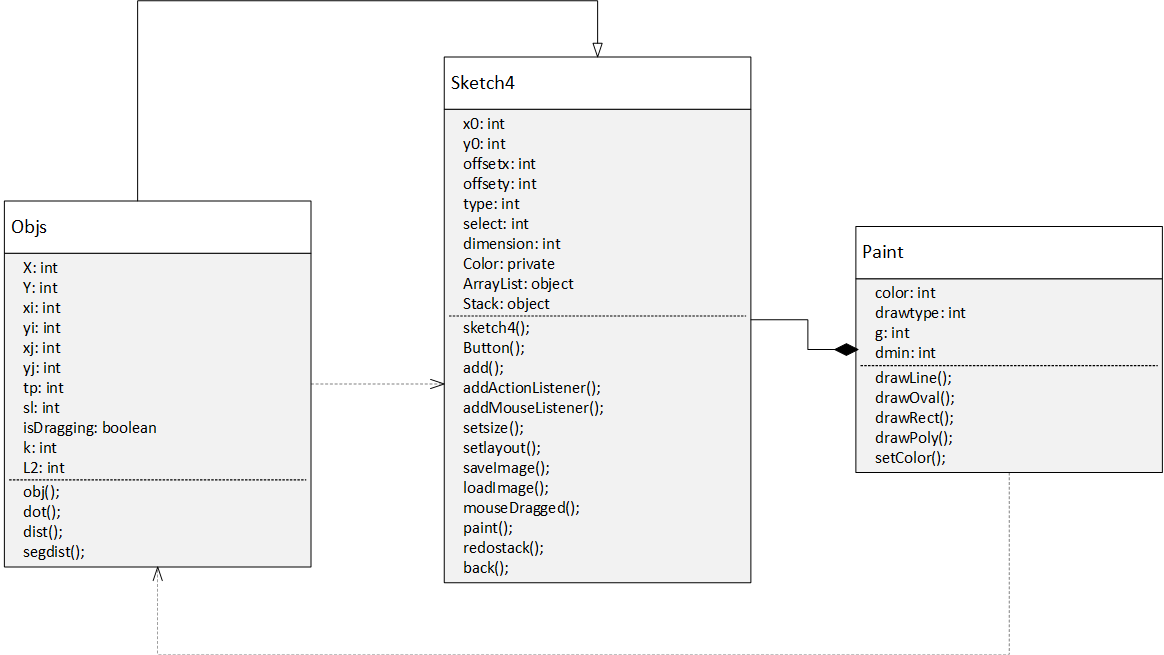 Sketch4
x0: int
y0: int
offsetx: int
offsety: int
type: int
select: int
dimension: int
Color: private
ArrayList: object
Stack: object
sketch4();
Button();
add();
addActionListener();
addMouseListener();
setsize();
setlayout();
saveImage();
loadImage();
mouseDragged();
paint();
redostack();
back();
Objs
X: int
Y: int
xi: int
yi: int
xj: int
yj: int
tp: int
sl: int
isDragging: boolean
k: int
L2: int
obj();
dot();
dist();
segdist();
Paint
color: int
drawtype: int
g: int
dmin: int
drawLine();
drawOval();
drawRect();
drawPoly();
setColor();